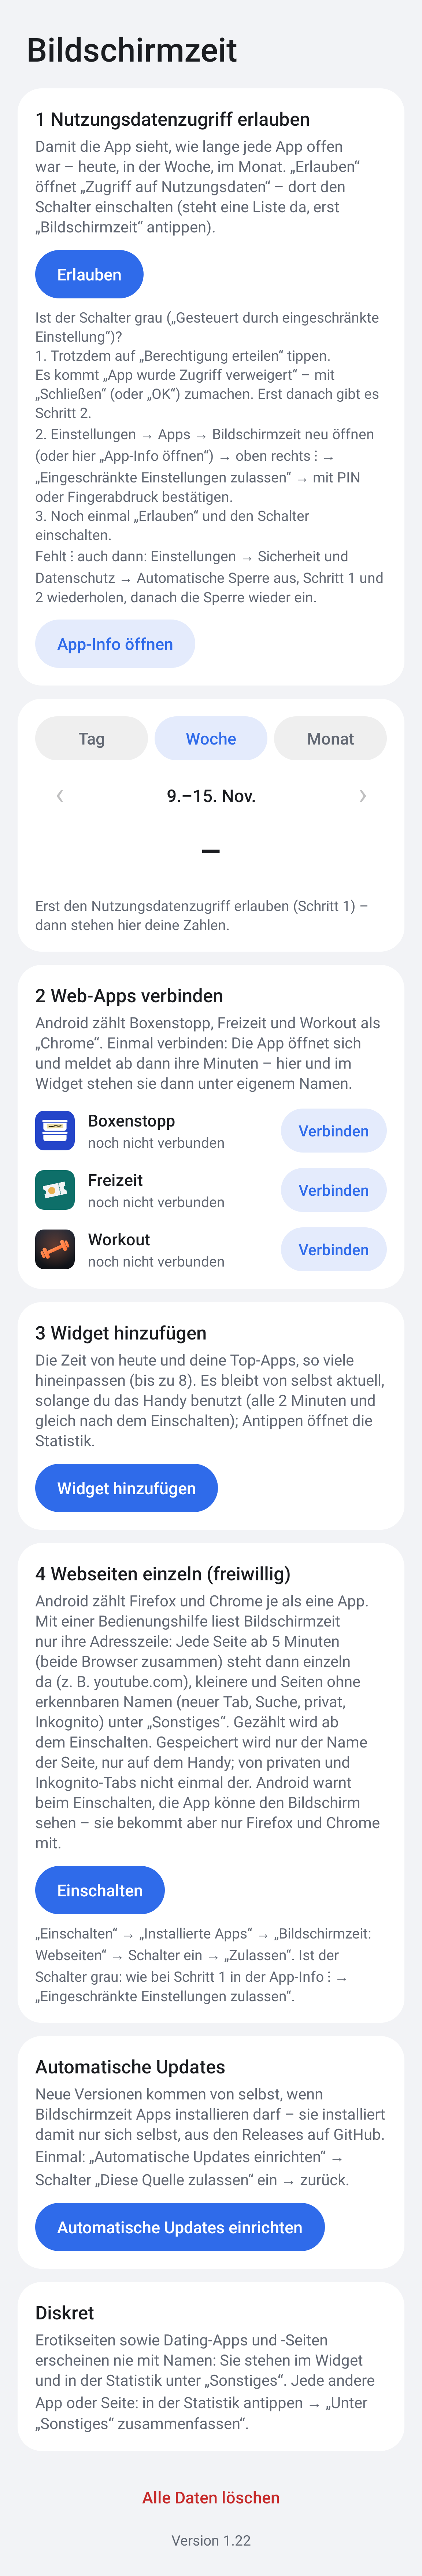 Bildschirmzeit
1 Nutzungsdatenzugriff erlauben
Damit die App sieht, wie lange jede App offen
war – heute, in der Woche, im Monat. „Erlauben“
öffnet „Zugriff auf Nutzungsdaten“ – dort den
Schalter einschalten (steht eine Liste da, erst
„Bildschirmzeit“ antippen).
Erlauben
Ist der Schalter grau („Gesteuert durch eingeschränkte
Einstellung“)?
1. Trotzdem auf „Berechtigung erteilen“ tippen.
Es kommt „App wurde Zugriff verweigert“ – mit
„Schließen“ (oder „OK“) zumachen. Erst danach gibt es
Schritt 2.
2. Einstellungen → Apps → Bildschirmzeit neu öffnen
(oder hier „App-Info öffnen“) → oben rechts ⋮ →
„Eingeschränkte Einstellungen zulassen“ → mit PIN
oder Fingerabdruck bestätigen.
3. Noch einmal „Erlauben“ und den Schalter
einschalten.
Fehlt ⋮ auch dann: Einstellungen → Sicherheit und
Datenschutz → Automatische Sperre aus, Schritt 1 und
2 wiederholen, danach die Sperre wieder ein.
App-Info öffnen
Tag Woche Monat
‹ 9.–15. Nov. ›
–
Erst den Nutzungsdatenzugriff erlauben (Schritt 1) –
dann stehen hier deine Zahlen.
2 Web-Apps verbinden
Android zählt Boxenstopp, Freizeit und Workout als
„Chrome“. Einmal verbinden: Die App öffnet sich
und meldet ab dann ihre Minuten – hier und im
Widget stehen sie dann unter eigenem Namen.
Boxenstopp
noch nicht verbunden
Verbinden
Freizeit
noch nicht verbunden
Verbinden
Workout
noch nicht verbunden
Verbinden
3 Widget hinzufügen
Die Zeit von heute und deine Top-Apps, so viele
hineinpassen (bis zu 8). Es bleibt von selbst aktuell,
solange du das Handy benutzt (alle 2 Minuten und
gleich nach dem Einschalten); Antippen öffnet die
Statistik.
Widget hinzufügen
4 Webseiten einzeln (freiwillig)
Android zählt Firefox und Chrome je als eine App.
Mit einer Bedienungshilfe liest Bildschirmzeit
nur ihre Adresszeile: Jede Seite ab 5 Minuten
(beide Browser zusammen) steht dann einzeln
da (z. B. youtube.com), kleinere und Seiten ohne
erkennbaren Namen (neuer Tab, Suche, privat,
Inkognito) unter „Sonstiges“. Gezählt wird ab
dem Einschalten. Gespeichert wird nur der Name
der Seite, nur auf dem Handy; von privaten und
Inkognito-Tabs nicht einmal der. Android warnt
beim Einschalten, die App könne den Bildschirm
sehen – sie bekommt aber nur Firefox und Chrome
mit.
Einschalten
„Einschalten“ → „Installierte Apps“ → „Bildschirmzeit:
Webseiten“ → Schalter ein → „Zulassen“. Ist der
Schalter grau: wie bei Schritt 1 in der App-Info ⋮ →
„Eingeschränkte Einstellungen zulassen“.
Automatische Updates
Neue Versionen kommen von selbst, wenn
Bildschirmzeit Apps installieren darf – sie installiert
damit nur sich selbst, aus den Releases auf GitHub.
Einmal: „Automatische Updates einrichten“ →
Schalter „Diese Quelle zulassen“ ein → zurück.
Automatische Updates einrichten
Diskret
Erotikseiten sowie Dating-Apps und -Seiten
erscheinen nie mit Namen: Sie stehen im Widget
und in der Statistik unter „Sonstiges“. Jede andere
App oder Seite: in der Statistik antippen → „Unter
„Sonstiges“ zusammenfassen“.
Alle Daten löschen
Version 1.22